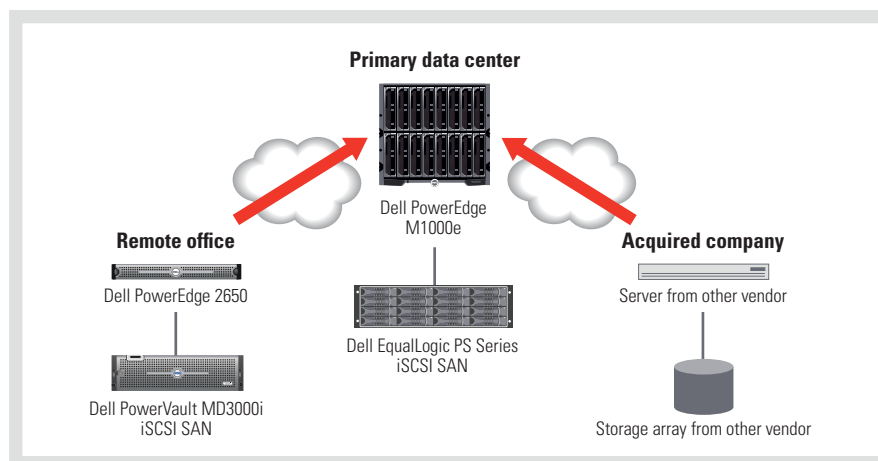 Primary data center
Dell PowerEdge
M1000e
Remote office
Acquired company
Dell PowerEdge 2650
Server from other vendor
Dell EqualLogic PS Series
iSCSI SAN
Dell PowerVault MD3000i
iSCSI SAN
Storage array from other vendor